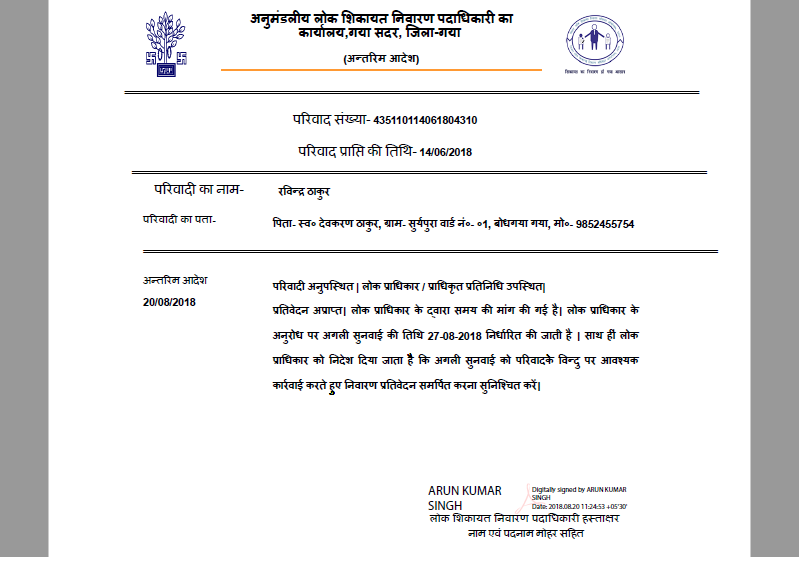 अनुमंडलीय लोक शिकायत निवारण पदाधिकारी का
कार्यालय,गया सदर, जिला-गया
(अन्तरिम आदेश)
परिवाद संख्या- 435110114061804310
परिवाद प्राप्ति की तिथि- 14/06/2018
परिवादी का नाम- रविन्द्र ठाकुर
परिवादी का पता- पिता- स्व० देवकरण ठाकुर, ग्राम- सुर्यपुरा वार्ड नं०- ०1, बोधगया गया, मो०- 9852455754
अन्तरिम आदेश
20/08/2018
परिवादी अनुपस्थित | लोक प्राधिकार / प्राधिकृत प्रतिनिधि उपस्थित|
प्रतिवेदन अप्राप्त| लोक प्राधिकार के द्वारा समय की मांग की गई है| लोक प्राधिकार के
अनुरोध पर अगली सुनवाई की तिथि 27-08-2018 निर्धारित की जाती है | साथ हीं लोक
प्राधिकार को निदेश दिया जाता है कि अगली सुनवाई को परिवादकै विन्दु पर आवश्यक
कार्रवाई करते हुए निवारण प्रतिवेदन समर्पित करना सुनिश्चित करें|
ARUN KUMAR
SINGH
Digitally signed by ARUN KUMAR
SINGH
Date: 2018.08.20 11:24:53 +05'30'
लोक शिकायत निवारण पदाधिकारी हस्ताक्षर
नाम एवं पदनाम मोहर सहित